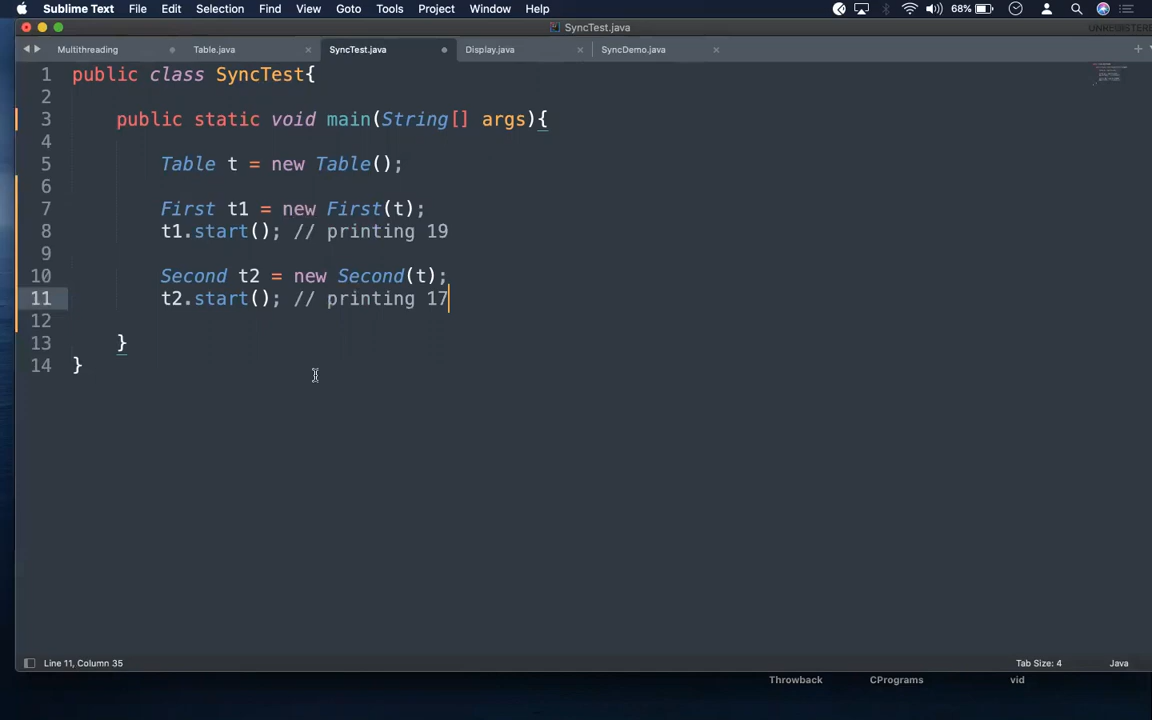 Sublime Text File Edit Selection Find View Goto Tools Project Window Help 68%
SyncTest.java UNREGISTERE
Multithreading Table.java SyncTest.java Display.java SyncDemo.java
1 public class SyncTest{
2
3 public static void main(String[] args){
4
5 Table t = new Table();
6
7 First t1 = new First(t);
8 t1.start(); // printing 19
9
10 Second t2 = new Second(t);
11 t2.start(); // printing 17
12
13 }
14 }
Line 11, Column 35 Tab Size: 4 Java
Throwback CPrograms vid